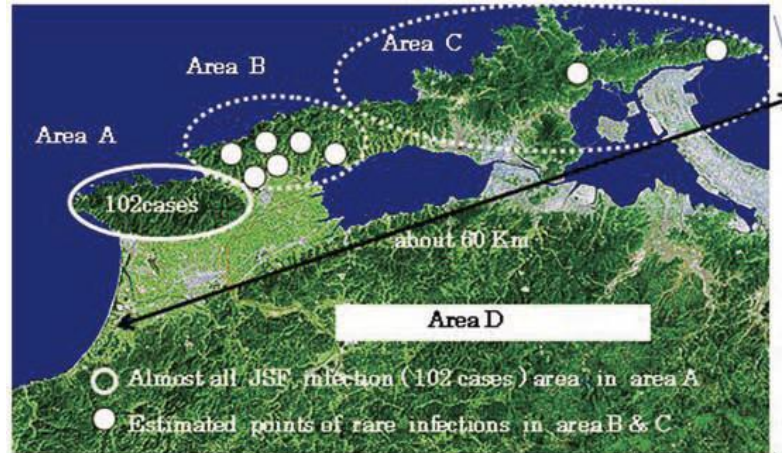 Area C
Area B
Area A
102cases
about 60 Km
Area D
Almost all JSF infection (102 cases) area in area A
Estimated points of rare infections in area B & C